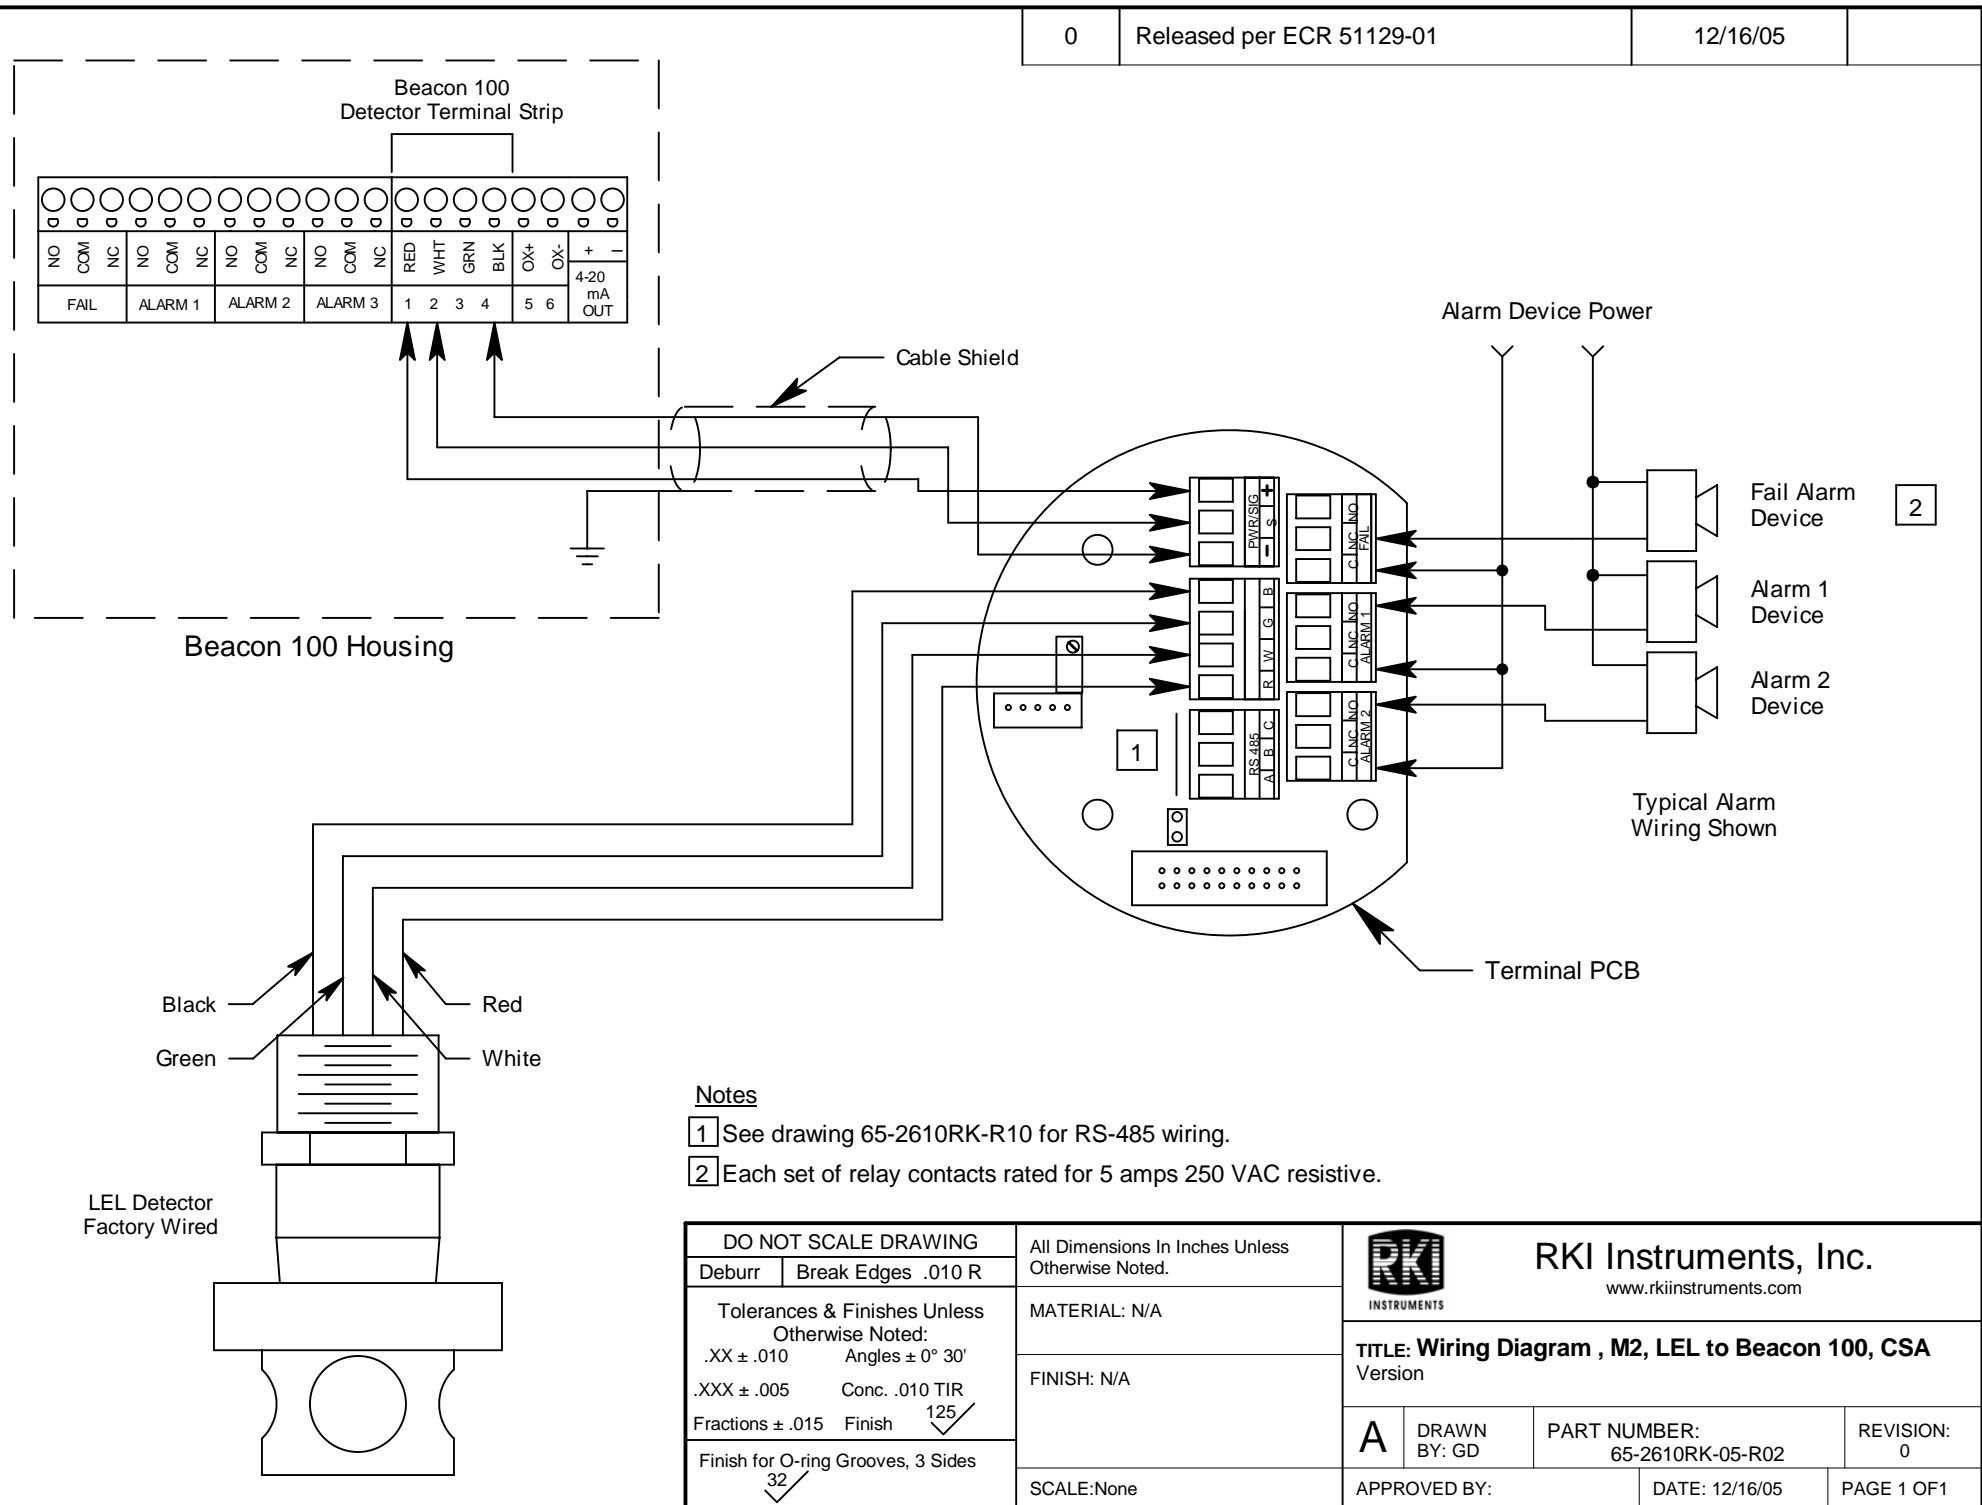 0 Released per ECR 51129-01 12/16/05
Beacon 100
Detector Terminal Strip
NO COM NC NO COM NC NO COM NC NO COM NC RED WHT GRN BLK OX+ OX- + -
4-20
mA
OUT
FAIL ALARM 1 ALARM 2 ALARM 3 1 2 3 4 5 6
Cable Shield
Beacon 100 Housing
Alarm Device Power
PWR/SIG + S -
FAIL C NC NO
B G W R
ALARM 1 C NC NO
ALARM 2 C NC NO
RS 485 A B C
1
Fail Alarm
Device
2
Alarm 1
Device
Alarm 2
Device
Typical Alarm
Wiring Shown
Terminal PCB
Black
Red
Green
White
LEL Detector
Factory Wired
Notes
1 See drawing 65-2610RK-R10 for RS-485 wiring.
2 Each set of relay contacts rated for 5 amps 250 VAC resistive.
DO NOT SCALE DRAWING
Deburr Break Edges .010 R
Tolerances & Finishes Unless
Otherwise Noted:
.XX ± .010 Angles ± 0° 30'
.XXX ± .005 Conc. .010 TIR
Fractions ± .015 Finish 125
Finish for O-ring Grooves, 3 Sides
32
All Dimensions In Inches Unless
Otherwise Noted.
MATERIAL: N/A
FINISH: N/A
SCALE:None
RKI
INSTRUMENTS
RKI Instruments, Inc.
www.rkiinstruments.com
TITLE: Wiring Diagram , M2, LEL to Beacon 100, CSA
Version
A
DRAWN
BY: GD
PART NUMBER:
65-2610RK-05-R02
REVISION:
0
APPROVED BY:
DATE: 12/16/05
PAGE 1 OF1